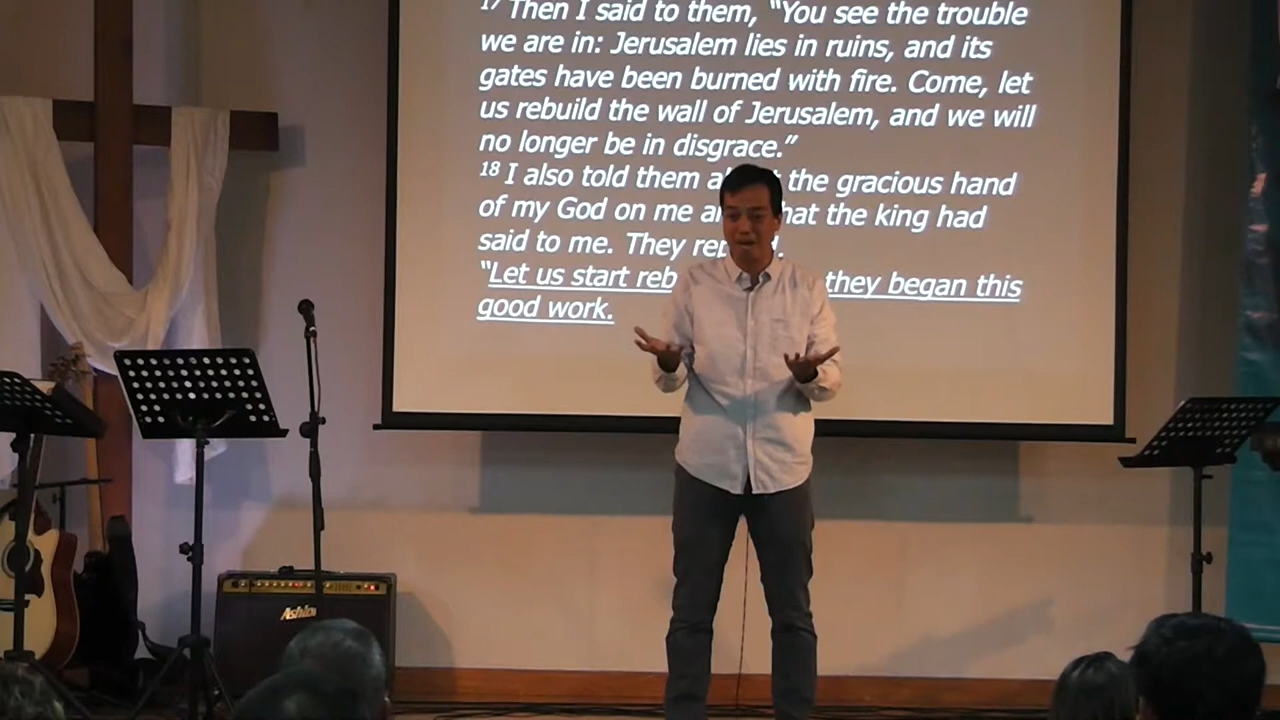 17 Then I said to them, “You see the trouble
we are in: Jerusalem lies in ruins, and its
gates have been burned with fire. Come, let
us rebuild the wall of Jerusalem, and we will
no longer be in disgrace.”
18 I also told them the gracious hand
of my God on me hat the king had
said to me. They rep
“Let us start reb they began this
good work.
Ashton